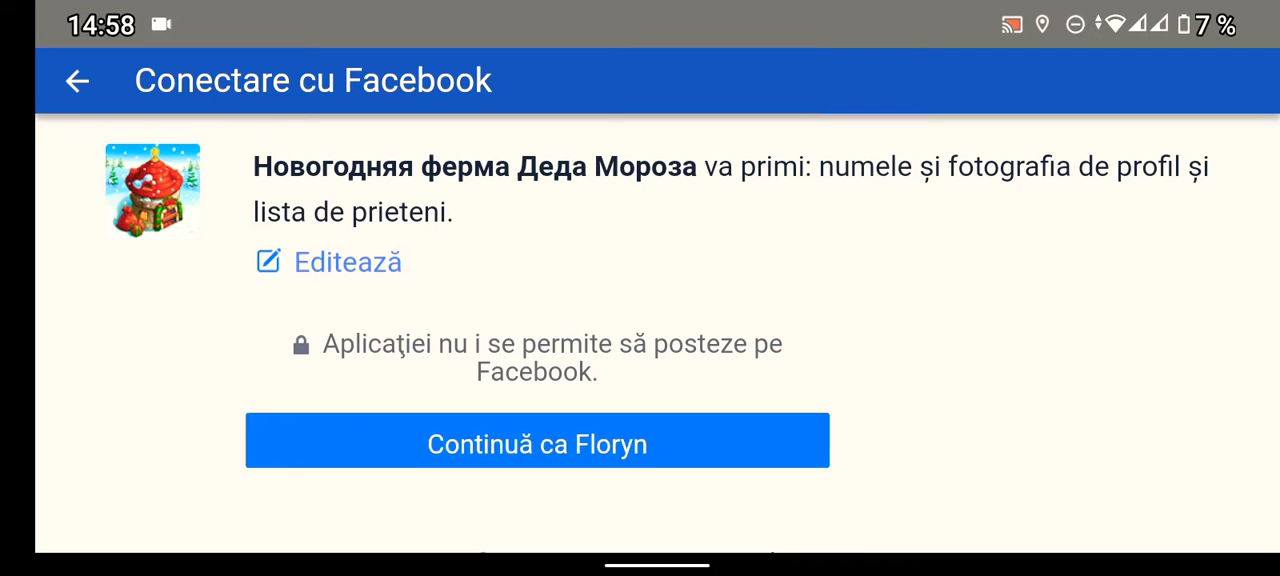 14:58
7 %
Conectare cu Facebook
Новогодняя ферма Деда Мороза va primi: numele și fotografia de profil și
lista de prieteni.
Editează
Aplicaţiei nu i se permite să posteze pe
Facebook.
Continuă ca Floryn